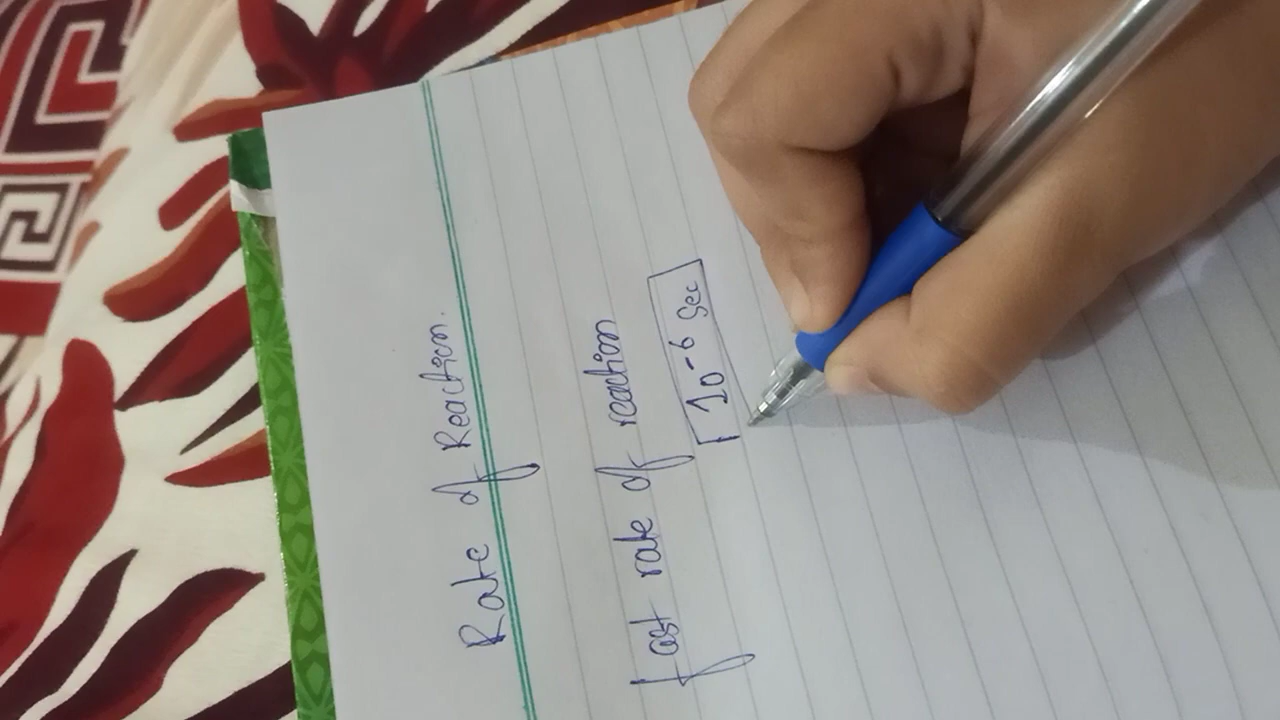 Rate of Reaction.
fast rate of reaction
10⁻⁶ Sec